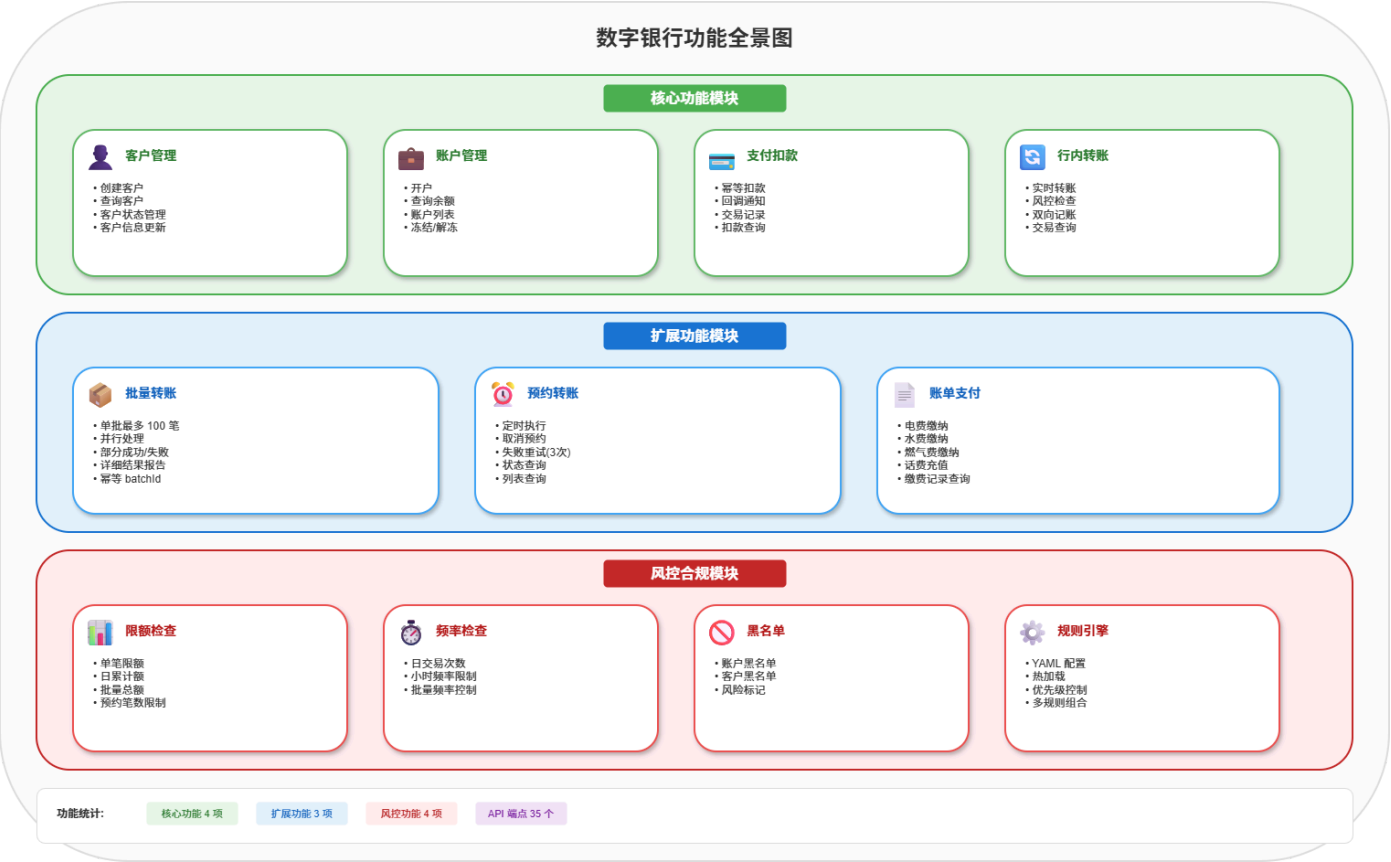 数字银行功能全景图
核心功能模块
客户管理
• 创建客户
• 查询客户
• 客户状态管理
• 客户信息更新
账户管理
• 开户
• 查询余额
• 账户列表
• 冻结/解冻
支付扣款
• 幂等扣款
• 回调通知
• 交易记录
• 扣款查询
行内转账
• 实时转账
• 风控检查
• 双向记账
• 交易查询
扩展功能模块
批量转账
• 单批最多 100 笔
• 并行处理
• 部分成功/失败
• 详细结果报告
• 幂等 batchId
预约转账
• 定时执行
• 取消预约
• 失败重试(3次)
• 状态查询
• 列表查询
账单支付
• 电费缴纳
• 水费缴纳
• 燃气费缴纳
• 话费充值
• 缴费记录查询
风控合规模块
限额检查
• 单笔限额
• 日累计额
• 批量总额
• 预约笔数限制
频率检查
• 日交易次数
• 小时频率限制
• 批量频率控制
黑名单
• 账户黑名单
• 客户黑名单
• 风险标记
规则引擎
• YAML 配置
• 热加载
• 优先级控制
• 多规则组合
功能统计:
核心功能 4 项
扩展功能 3 项
风控功能 4 项
API 端点 35 个